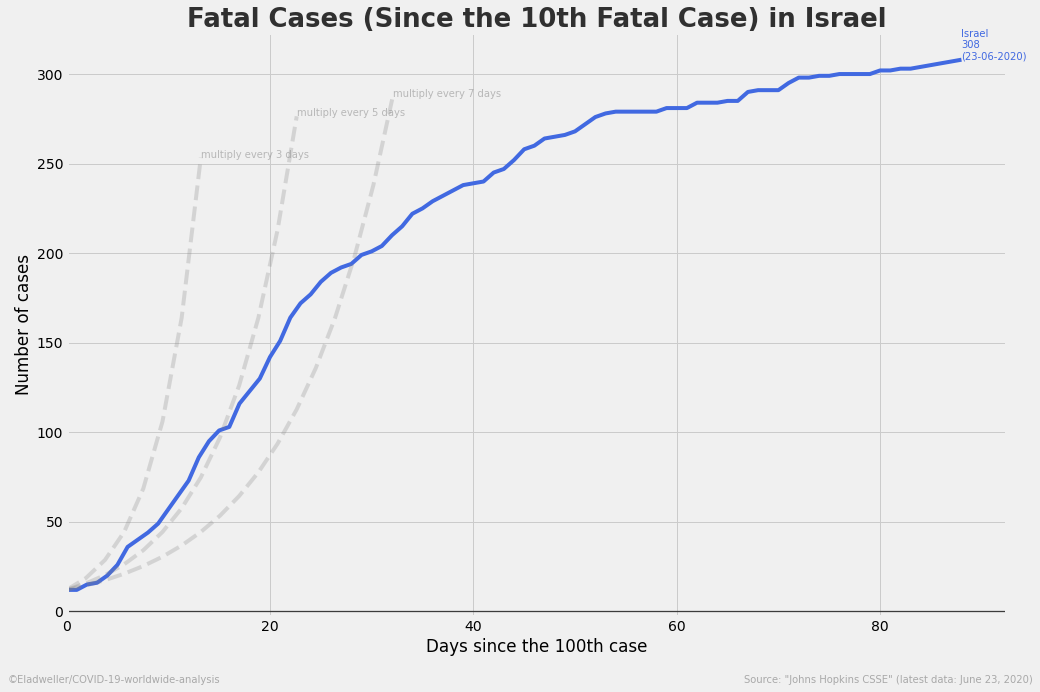 Fatal Cases (Since the 10th Fatal Case) in Israel
Israel
308
(23-06-2020)
multiply every 7 days
multiply every 5 days
multiply every 3 days
300
250
200
150
100
50
0
Number of cases
0 20 40 60 80
Days since the 100th case
©Eladweller/COVID-19-worldwide-analysis
Source: "Johns Hopkins CSSE" (latest data: June 23, 2020)